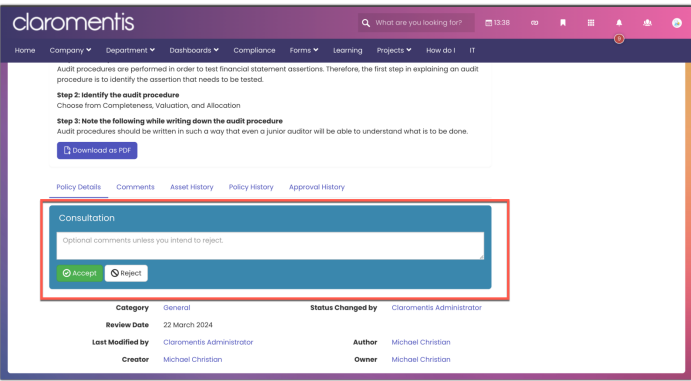 claromentis
What are you looking for?
13:38
6
Home Company Department Dashboards Compliance Forms Learning Projects How do I IT
Audit procedures are performed in order to test financial statement assertions. Therefore, the first step in explaining an audit
procedure is to identify the assertion that needs to be tested.
Step 2: Identify the audit procedure
Choose from Completeness, Valuation, and Allocation
Step 3: Note the following while writing down the audit procedure
Audit procedures should be written in such a way that even a junior auditor will be able to understand what is to be done.
Download as PDF
Policy Details Comments Asset History Policy History Approval History
Consultation
Optional comments unless you intend to reject.
Accept Reject
Category General Status Changed by Claromentis Administrator
Review Date 22 March 2024
Last Modified by Claromentis Administrator Author Michael Christian
Creator Michael Christian Owner Michael Christian